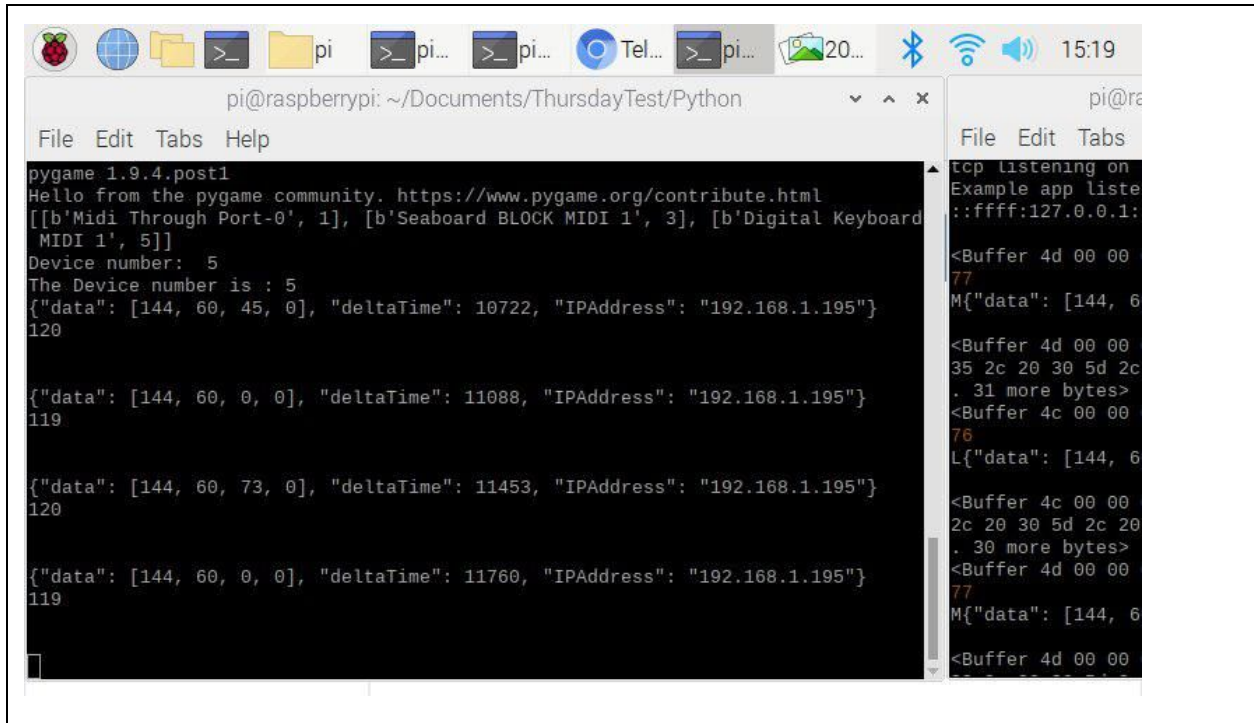 pi
pi...
pi...
Tel...
pi...
20...
15:19
pi@raspberrypi: ~/Documents/ThursdayTest/Python
File Edit Tabs Help
pygame 1.9.4.post1
Hello from the pygame community. https://www.pygame.org/contribute.html
[[b'Midi Through Port-0', 1], [b'Seaboard BLOCK MIDI 1', 3], [b'Digital Keyboard
 MIDI 1', 5]]
Device number:  5
The Device number is : 5
{"data": [144, 60, 45, 0], "deltaTime": 10722, "IPAddress": "192.168.1.195"}
120
{"data": [144, 60, 0, 0], "deltaTime": 11088, "IPAddress": "192.168.1.195"}
119
{"data": [144, 60, 73, 0], "deltaTime": 11453, "IPAddress": "192.168.1.195"}
120
{"data": [144, 60, 0, 0], "deltaTime": 11760, "IPAddress": "192.168.1.195"}
119
pi@ra
File Edit Tabs
tcp listening on
Example app liste
::ffff:127.0.0.1:
<Buffer 4d 00 00
77
M{"data": [144, 6
<Buffer 4d 00 00
35 2c 20 30 5d 2c
. 31 more bytes>
<Buffer 4c 00 00
76
L{"data": [144, 6
<Buffer 4c 00 00
2c 20 30 5d 2c 20
. 30 more bytes>
<Buffer 4d 00 00
77
M{"data": [144, 6
<Buffer 4d 00 00